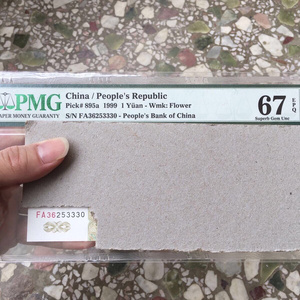 PMG
PAPER MONEY GUARANTY
China / People's Republic
Pick# 895a 1999 1 Yüan - Wmk: Flower
S/N FA36253330 - People's Bank of China
67 EPQ
Superb Gem Unc
FA36253330